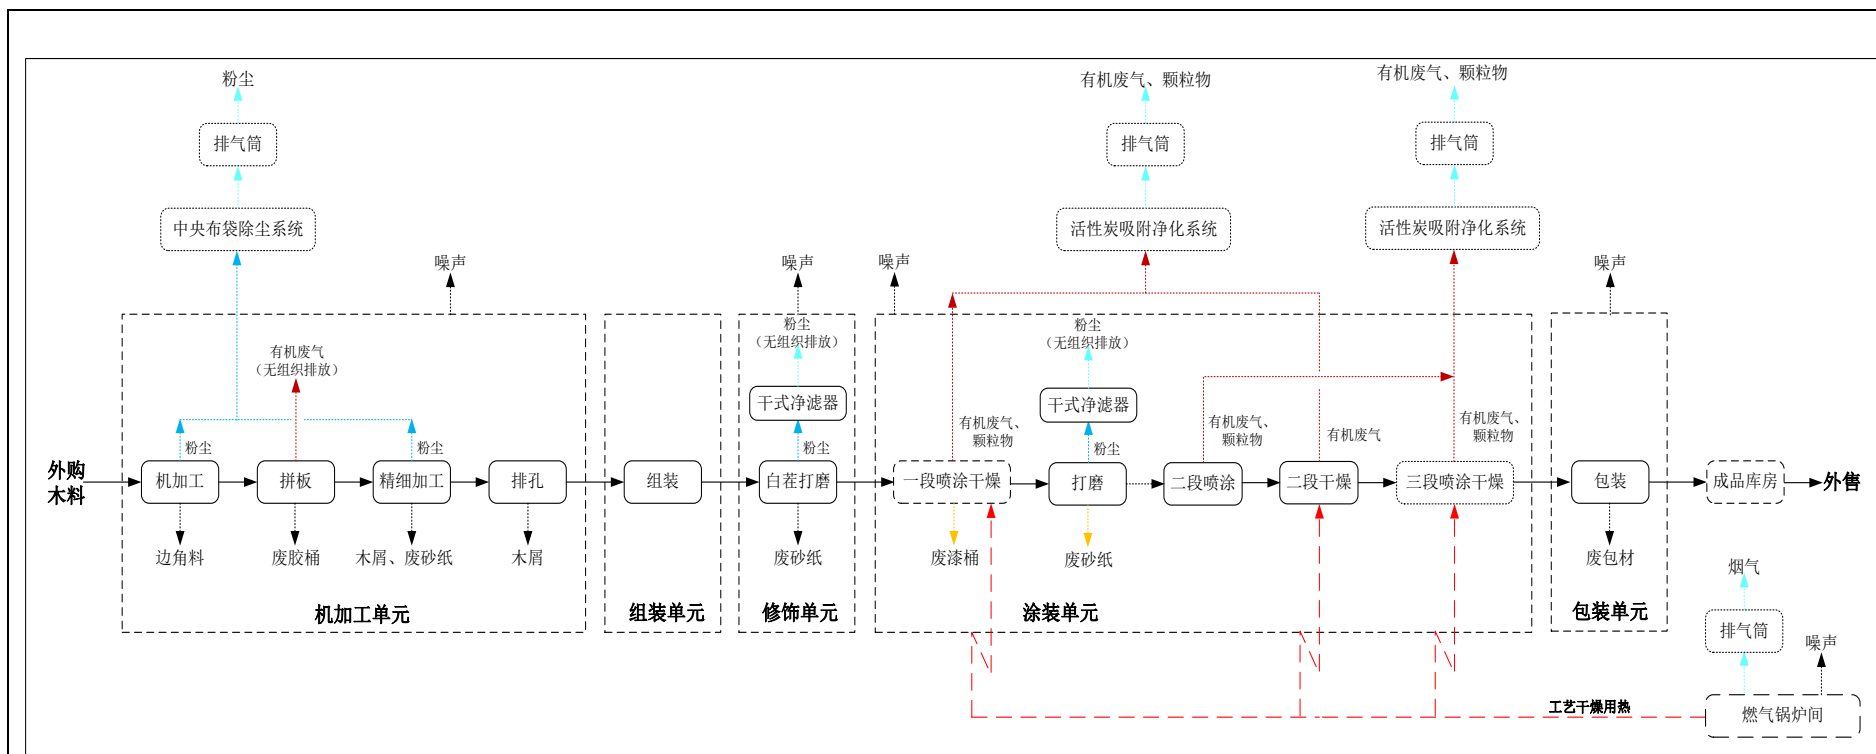 粉尘
有机废气、颗粒物
有机废气、颗粒物
排气筒
排气筒
排气筒
中央布袋除尘系统
活性炭吸附净化系统
活性炭吸附净化系统
噪声
噪声
噪声
噪声
粉尘
（无组织排放）
粉尘
（无组织排放）
有机废气
（无组织排放）
干式净滤器
干式净滤器
粉尘
粉尘
粉尘
有机废气、
颗粒物
粉尘
有机废气、
颗粒物
有机废气
有机废气、
颗粒物
外购
木料
机加工
拼板
精细加工
排孔
组装
白茬打磨
一段喷涂干燥
打磨
二段喷涂
二段干燥
三段喷涂干燥
包装
成品库房
外售
边角料
废胶桶
木屑、废砂纸
木屑
废砂纸
废漆桶
废砂纸
废包材
机加工单元
组装单元
修饰单元
涂装单元
包装单元
烟气
排气筒
噪声
工艺干燥用热
燃气锅炉间